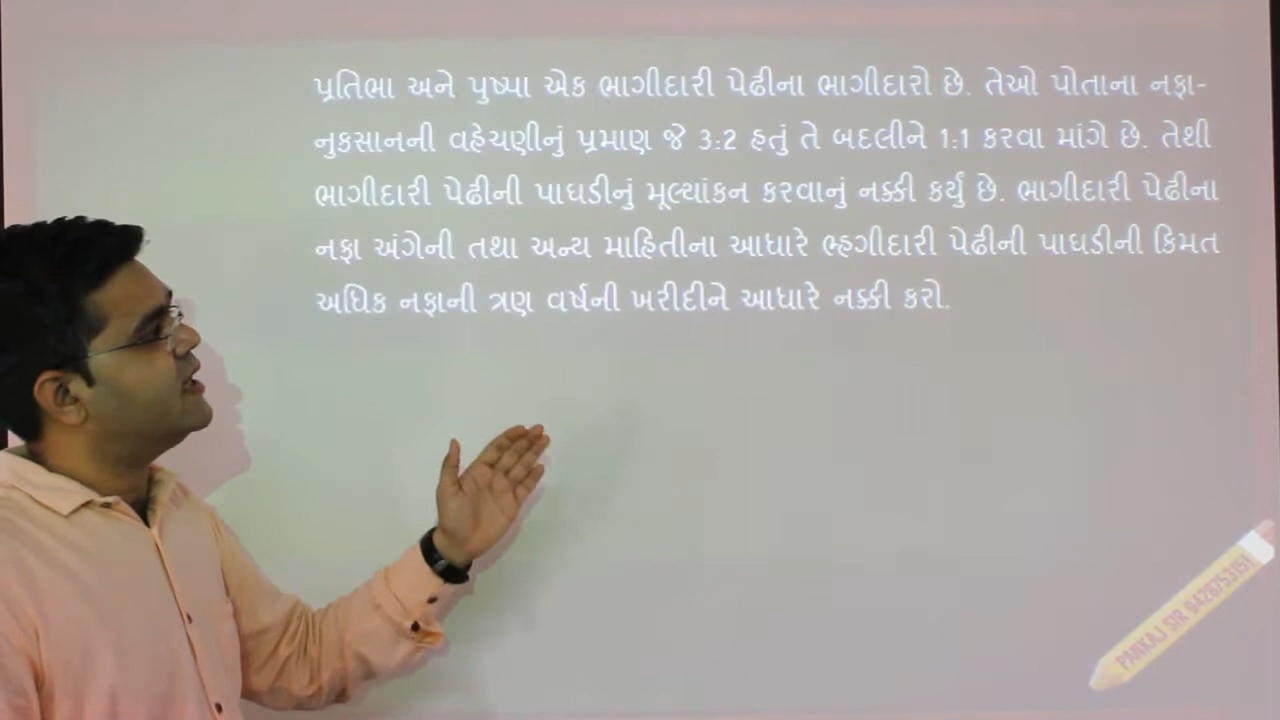 પ્રતિભા અને પુષ્પા એક ભાગીદારી પેઢીના ભાગીદારો છે. તેઓ પોતાના નફા-
નુકસાનની વહેચણીનું પ્રમાણ જે 3:2 હતું તે બદલીને 1:1 કરવા માંગે છે. તેથી
ભાગીદારી પેઢીની પાઘડીનું મૂલ્યાંકન કરવાનું નક્કી કર્યું છે. ભાગીદારી પેઢીના
નફા અંગેની તથા અન્ય માહિતીના આધારે ભ્હગીદારી પેઢીની પાઘડીની કિમત
અધિક નફાની ત્રણ વર્ષની ખરીદીને આધારે નક્કી કરો.
PANKAJ SIR 9428753151